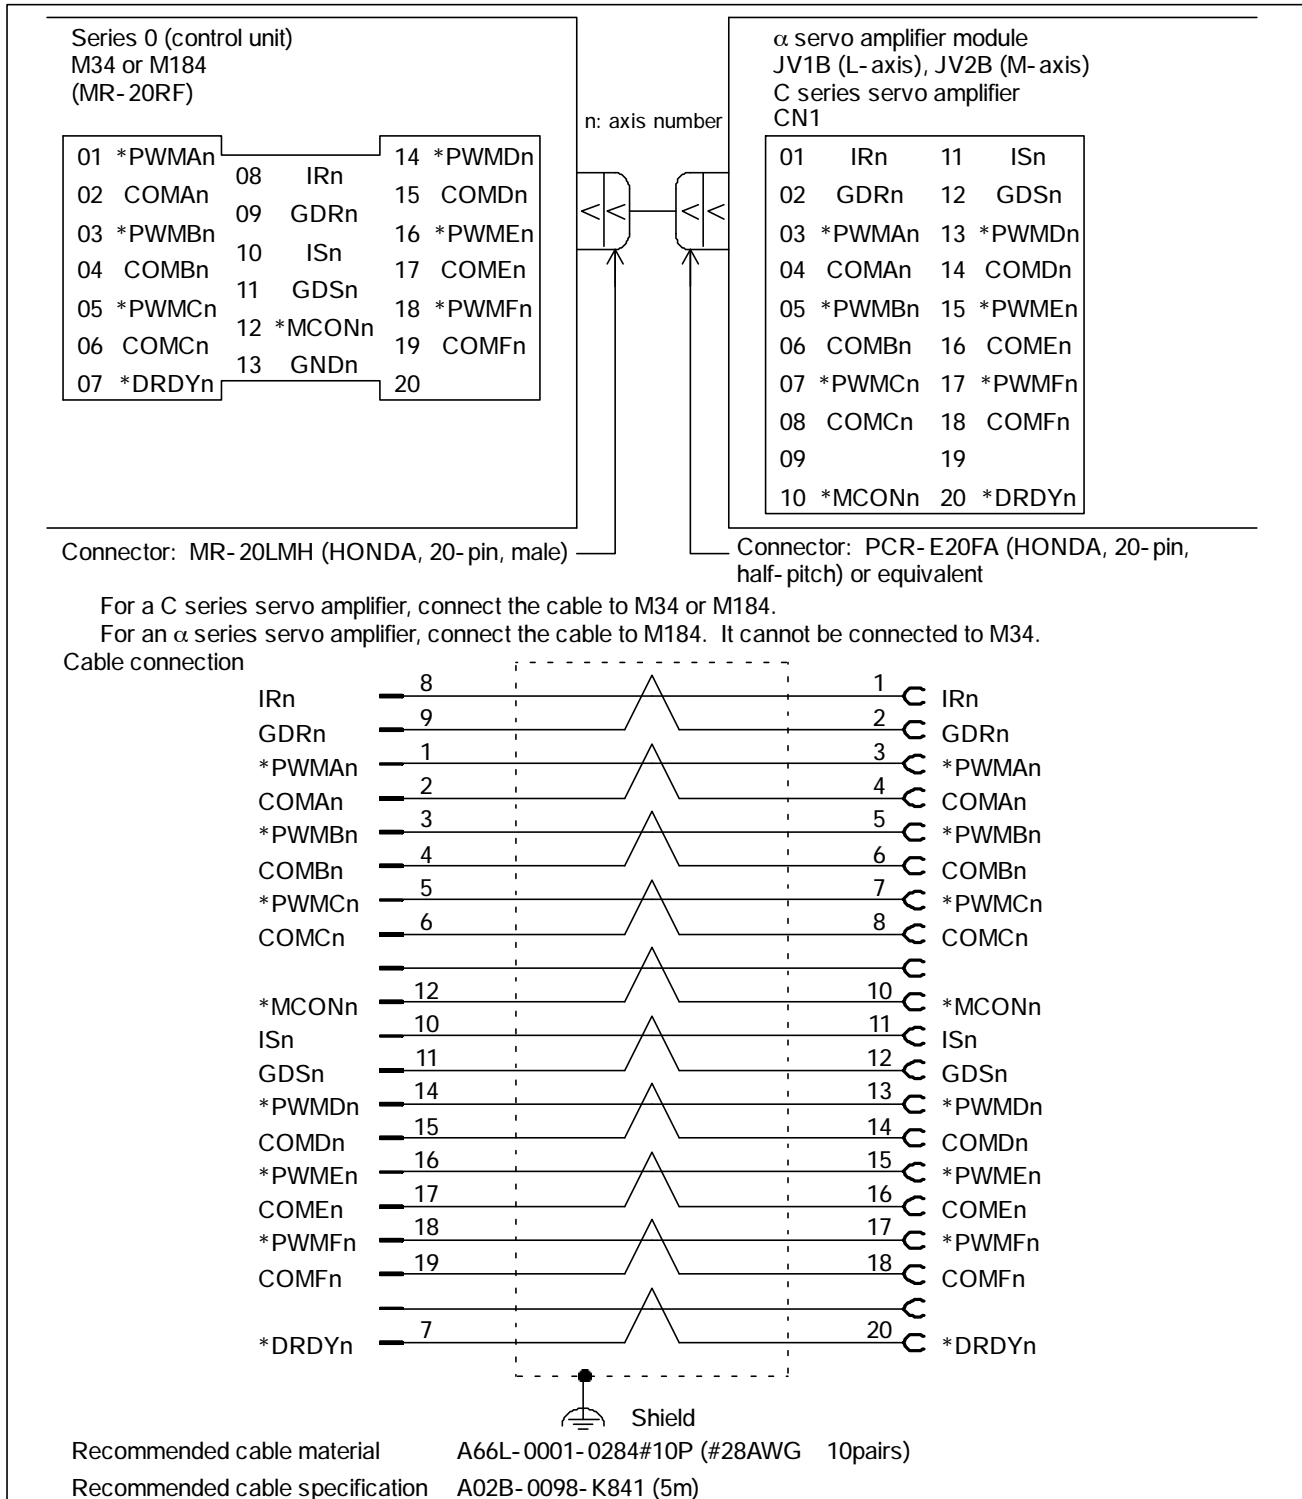 Series 0 (control unit)
M34 or M184
(MR-20RF)
01 *PWMAn
02 COMAn
03 *PWMBn
04 COMBn
05 *PWMCn
06 COMCn
07 *DRDYn
08 IRn
09 GDRn
10 ISn
11 GDSn
12 *MCONn
13 GNDn
14 *PWMDn
15 COMDn
16 *PWMEn
17 COMEn
18 *PWMFn
19 COMFn
20
n: axis number
α servo amplifier module
JV1B (L-axis), JV2B (M-axis)
C series servo amplifier
CN1
01 IRn 11 ISn
02 GDRn 12 GDSn
03 *PWMAn 13 *PWMDn
04 COMAn 14 COMDn
05 *PWMBn 15 *PWMEn
06 COMBn 16 COMEn
07 *PWMCn 17 *PWMFn
08 COMCn 18 COMFn
09 19
10 *MCONn 20 *DRDYn
Connector: MR-20LMH (HONDA, 20-pin, male)
Connector: PCR-E20FA (HONDA, 20-pin,
half-pitch) or equivalent
For a C series servo amplifier, connect the cable to M34 or M184.
For an α series servo amplifier, connect the cable to M184. It cannot be connected to M34.
Cable connection
IRn 8 1 IRn
GDRn 9 2 GDRn
*PWMAn 1 3 *PWMAn
COMAn 2 4 COMAn
*PWMBn 3 5 *PWMBn
COMBn 4 6 COMBn
*PWMCn 5 7 *PWMCn
COMCn 6 8 COMCn
*MCONn 12 10 *MCONn
ISn 10 11 ISn
GDSn 11 12 GDSn
*PWMDn 14 13 *PWMDn
COMDn 15 14 COMDn
*PWMEn 16 15 *PWMEn
COMEn 17 16 COMEn
*PWMFn 18 17 *PWMFn
COMFn 19 18 COMFn
*DRDYn 7 20 *DRDYn
Shield
Recommended cable material A66L-0001-0284#10P (#28AWG 10pairs)
Recommended cable specification A02B-0098-K841 (5m)